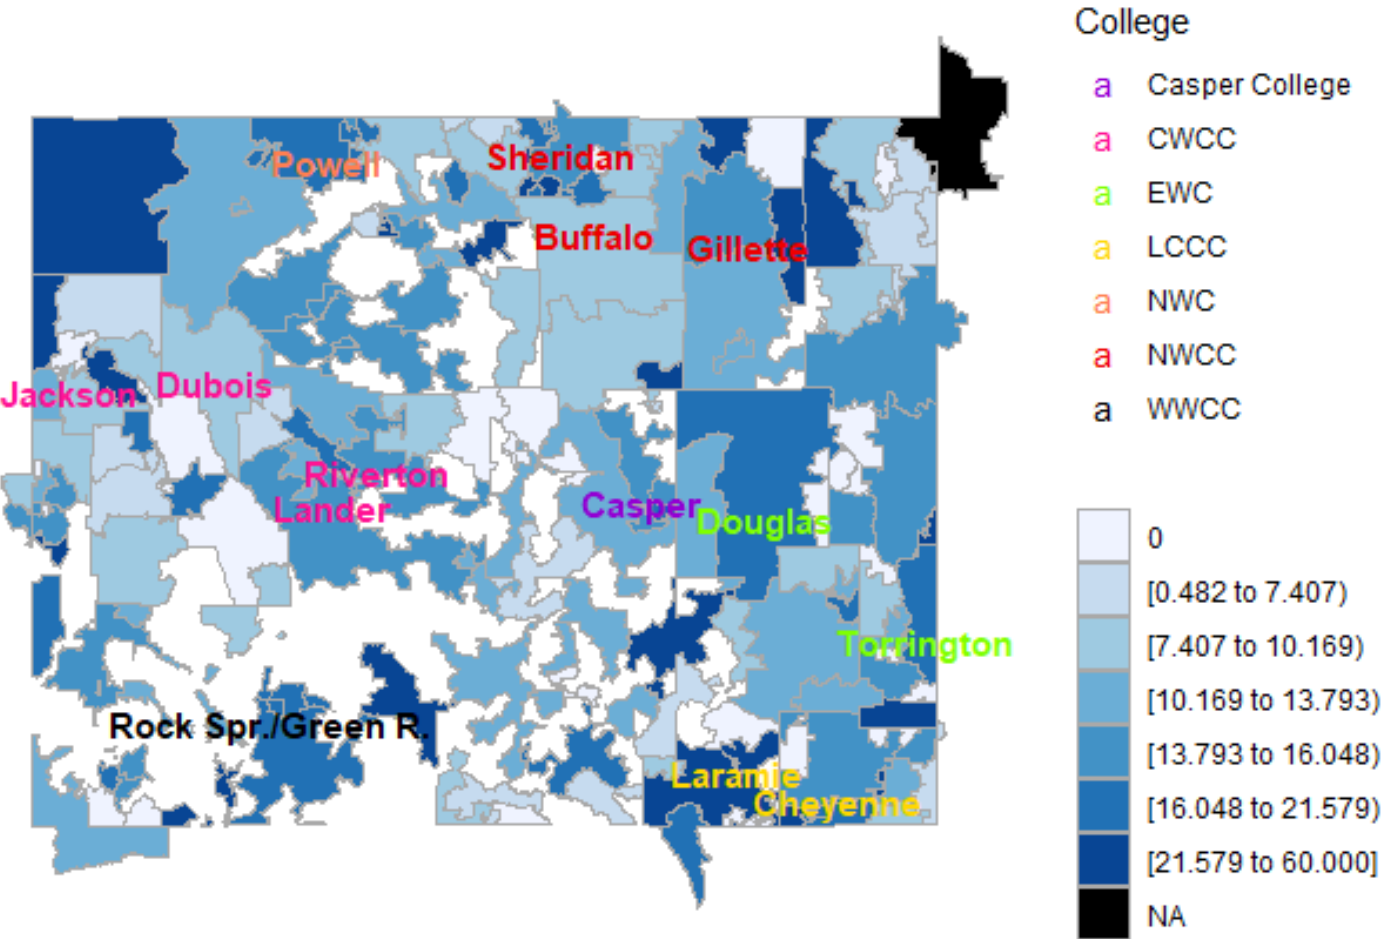 College
a Casper College
a CWCC
a EWC
a LCCC
a NWC
a NWCC
a WWCC
Powell
Sheridan
Buffalo
Gillette
Jackson
Dubois
Riverton
Lander
Casper
Douglas
Torrington
Rock Spr./Green R.
Laramie
Cheyenne
0
[0.482 to 7.407)
[7.407 to 10.169)
[10.169 to 13.793)
[13.793 to 16.048)
[16.048 to 21.579)
[21.579 to 60.000]
NA